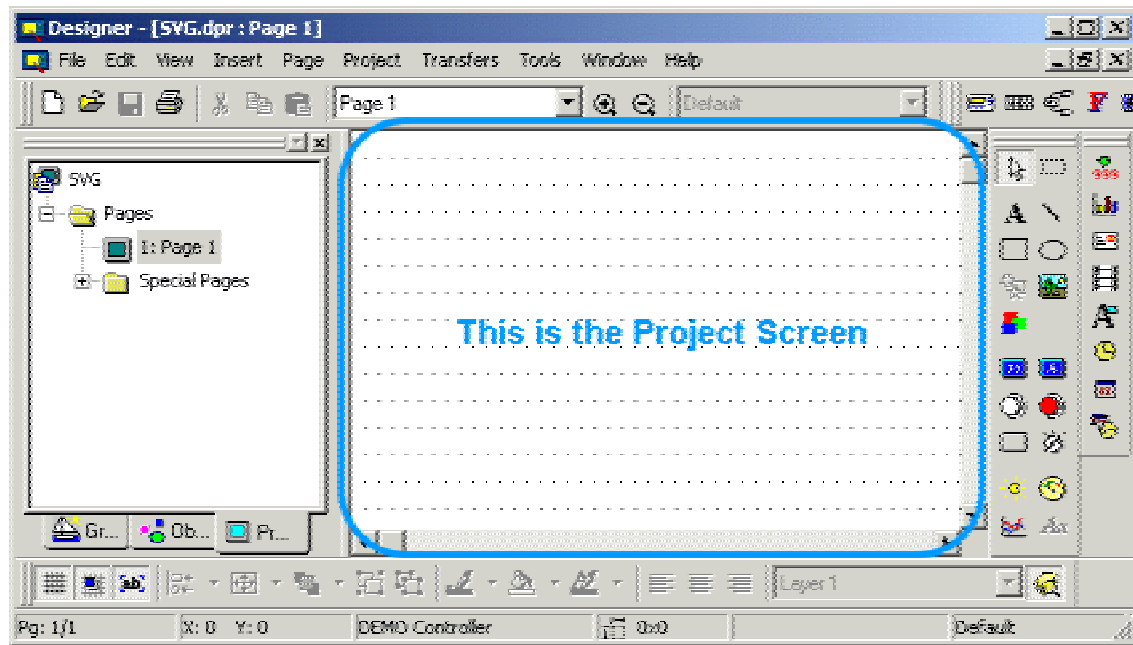 Designer - [SVG.dpr : Page 1]
File Edit View Insert Page Project Transfers Tools Window Help
Page 1
Default
SVG
Pages
1: Page 1
Special Pages
This is the Project Screen
Gr... Ob... Pr...
Layer 1
Pg: 1/1 X: 0 Y: 0 DEMO Controller 0x0 Default